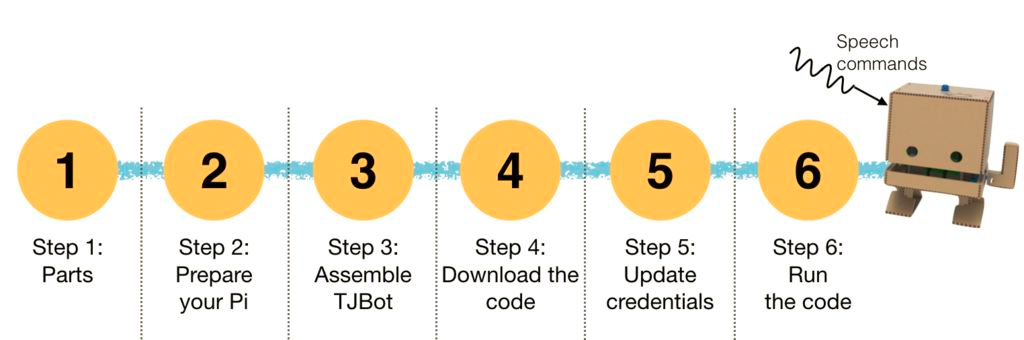 Speech
commands
1
2
3
4
5
6
Step 1:
Parts
Step 2:
Prepare
your Pi
Step 3:
Assemble
TJBot
Step 4:
Download the
code
Step 5:
Update
credentials
Step 6:
Run
the code